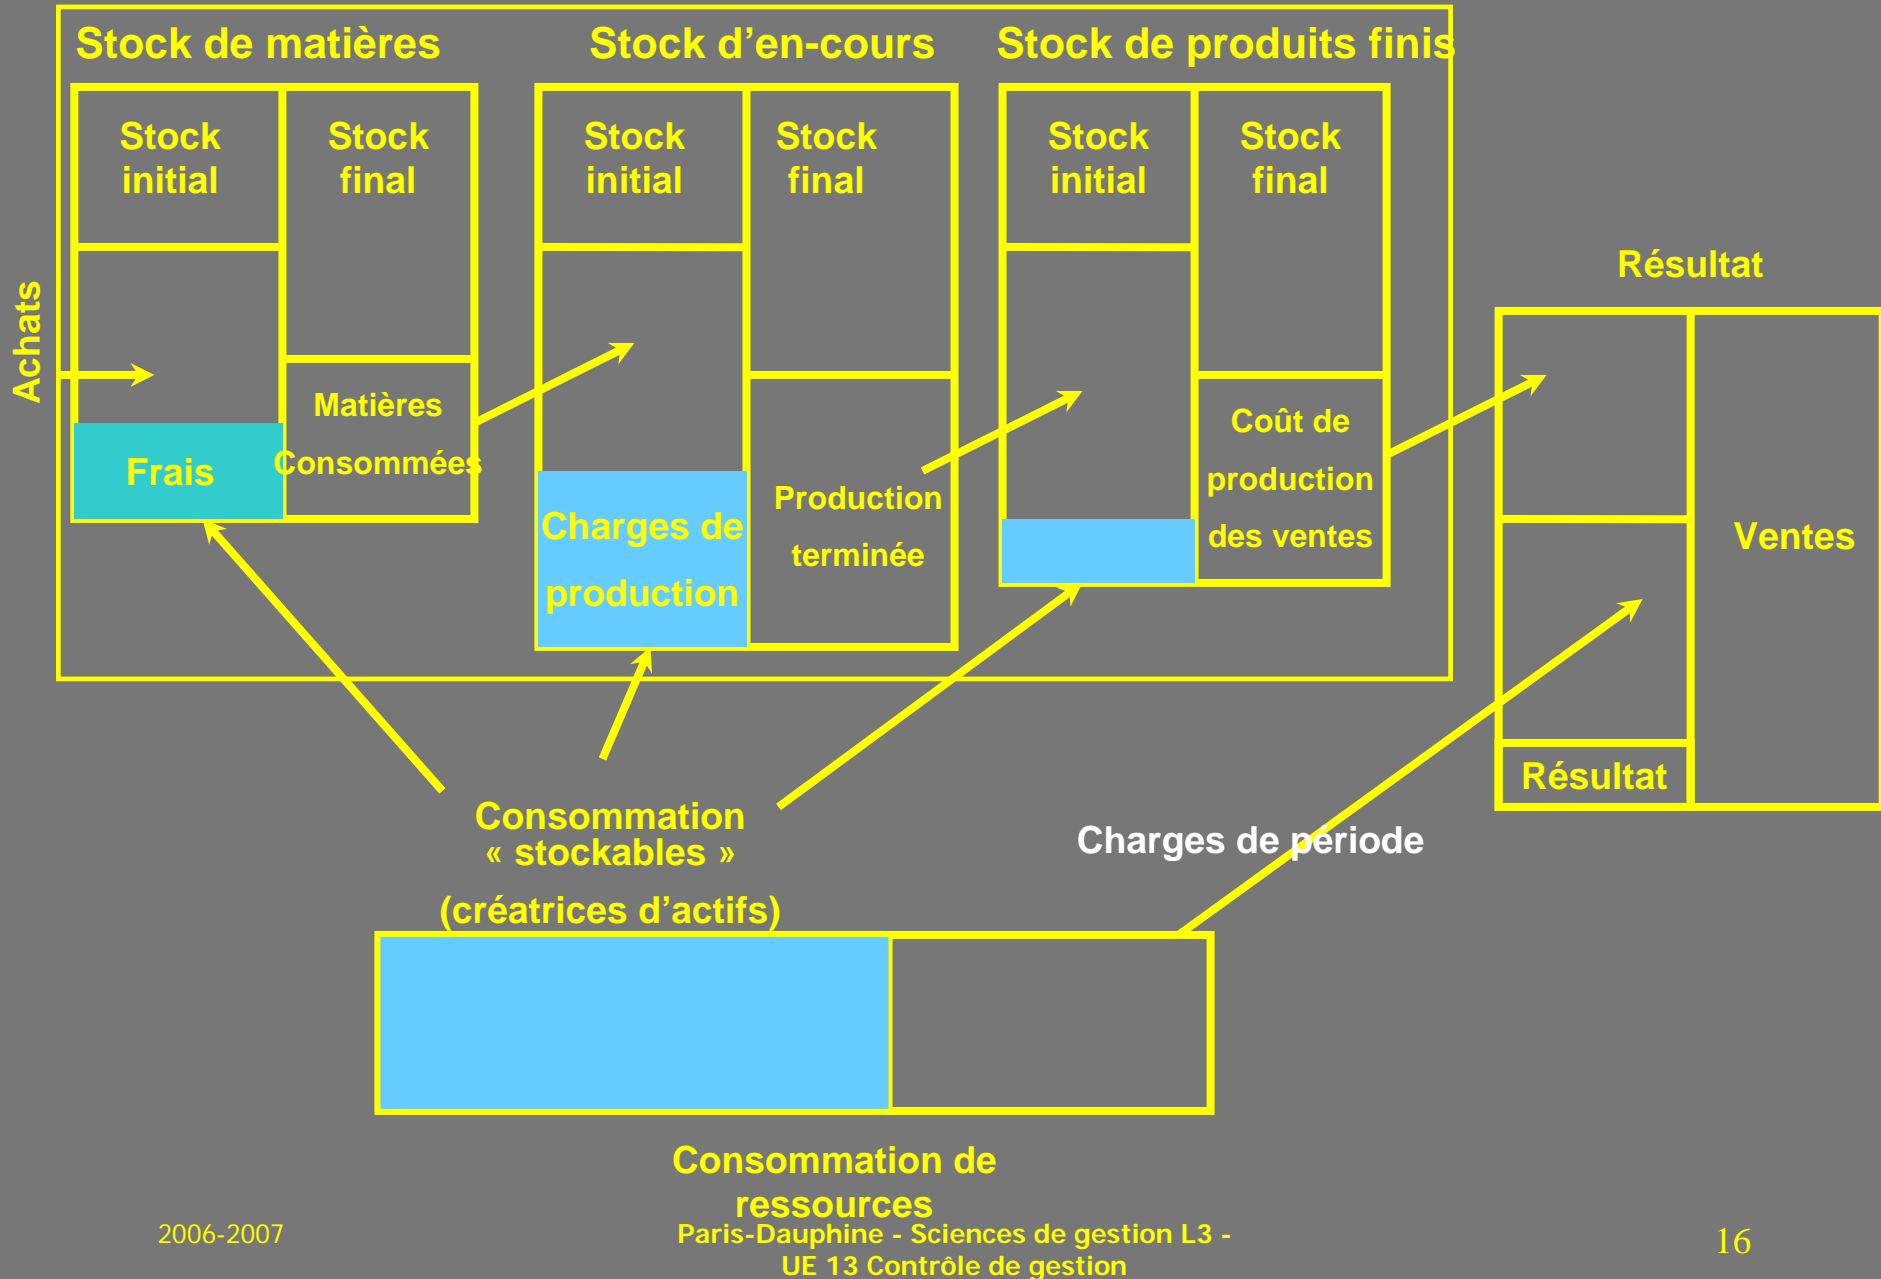 Stock de matières
Stock d’en-cours
Stock de produits finis
Stock
initial
Stock
final
Stock
initial
Stock
final
Stock
initial
Stock
final
Résultat
Achats
Matières
Consommées
Frais
Charges de
production
Production
terminée
Coût de
production
des ventes
Ventes
Résultat
Consommation
« stockables »
(créatrices d’actifs)
Charges de période
Consommation de
ressources
2006-2007
Paris-Dauphine - Sciences de gestion L3 -
UE 13 Contrôle de gestion
16